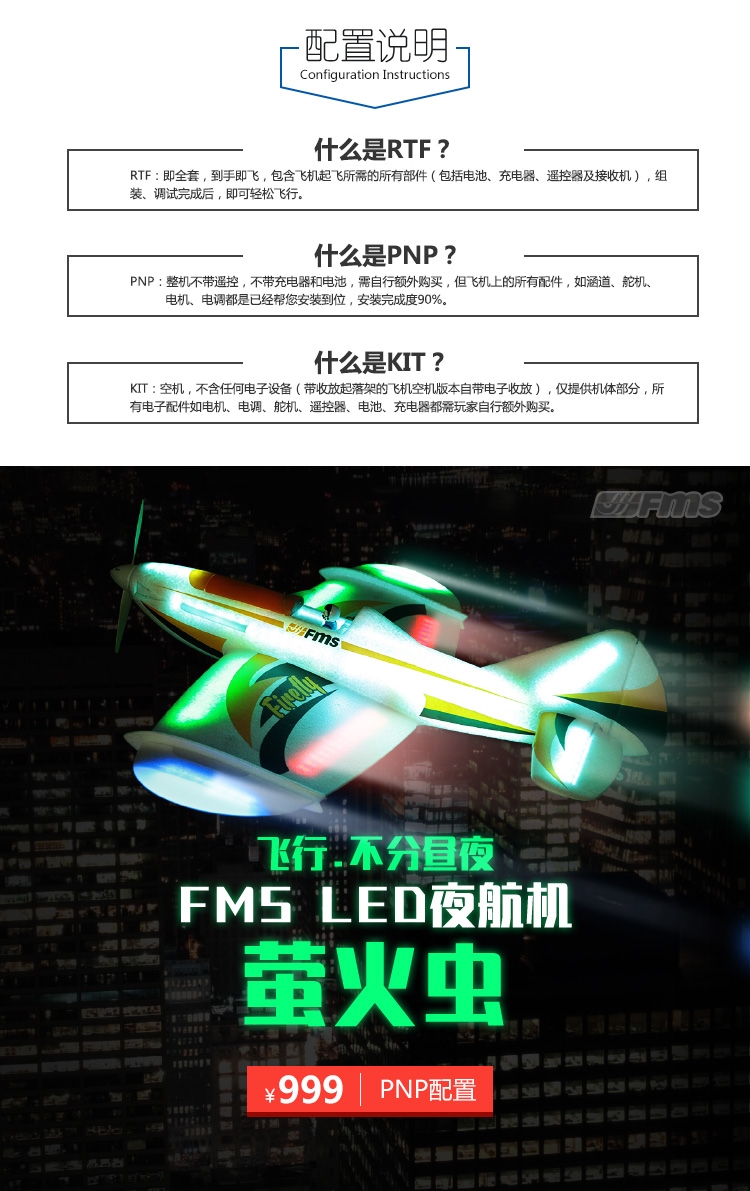 配置说明
Configuration Instructions
什么是RTF？
RTF：即全套，到手即飞，包含飞机起飞所需的所有部件（包括电池、充电器、遥控器及接收机），组
装、调试完成后，即可轻松飞行。
什么是PNP？
PNP：整机不带遥控，不带充电器和电池，需自行额外购买，但飞机上的所有配件，如涵道、舵机、
电机、电调都是已经帮您安装到位，安装完成度90%。
什么是KIT？
KIT：空机，不含任何电子设备（带收放起落架的飞机空机版本自带电子收放），仅提供机体部分，所
有电子配件如电机、电调、舵机、遥控器、电池、充电器都需玩家自行额外购买。
Fms
Fms
Firefly
飞行.不分昼夜
FMS LED夜航机
萤火虫
¥999 PNP配置